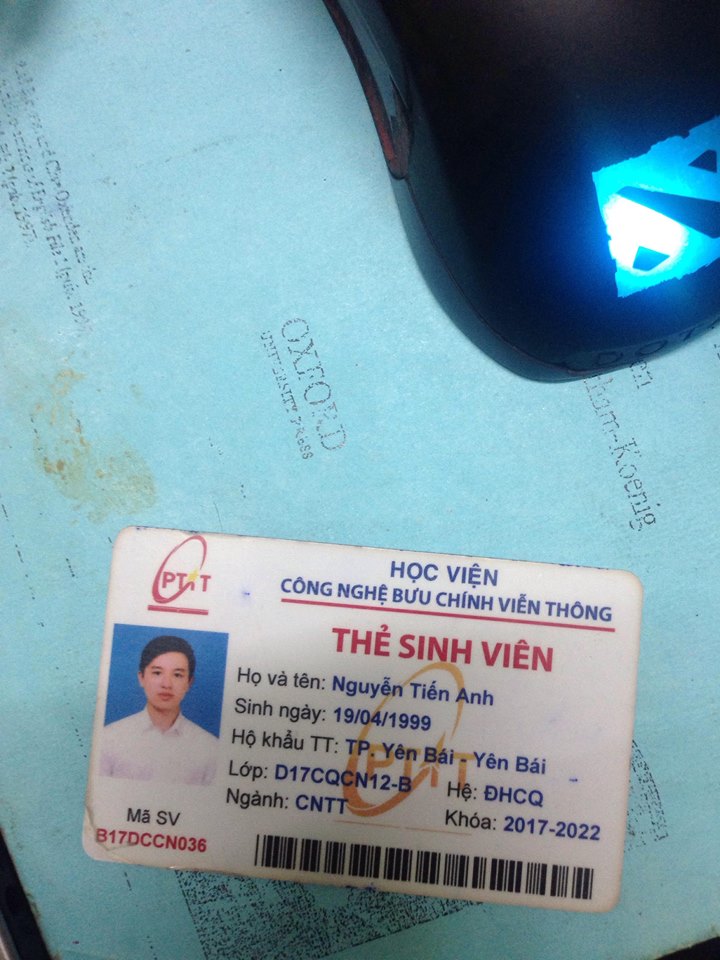 OXFORD
UNIVERSITY PRESS
PTIT
HỌC VIỆN
CÔNG NGHỆ BƯU CHÍNH VIỄN THÔNG
THẺ SINH VIÊN
Họ và tên: Nguyễn Tiến Anh
Sinh ngày: 19/04/1999
Hộ khẩu TT: TP. Yên Bái - Yên Bái
Lớp: D17CQCN12-B Hệ: ĐHCQ
Ngành: CNTT Khóa: 2017-2022
Mã SV
B17DCCN036